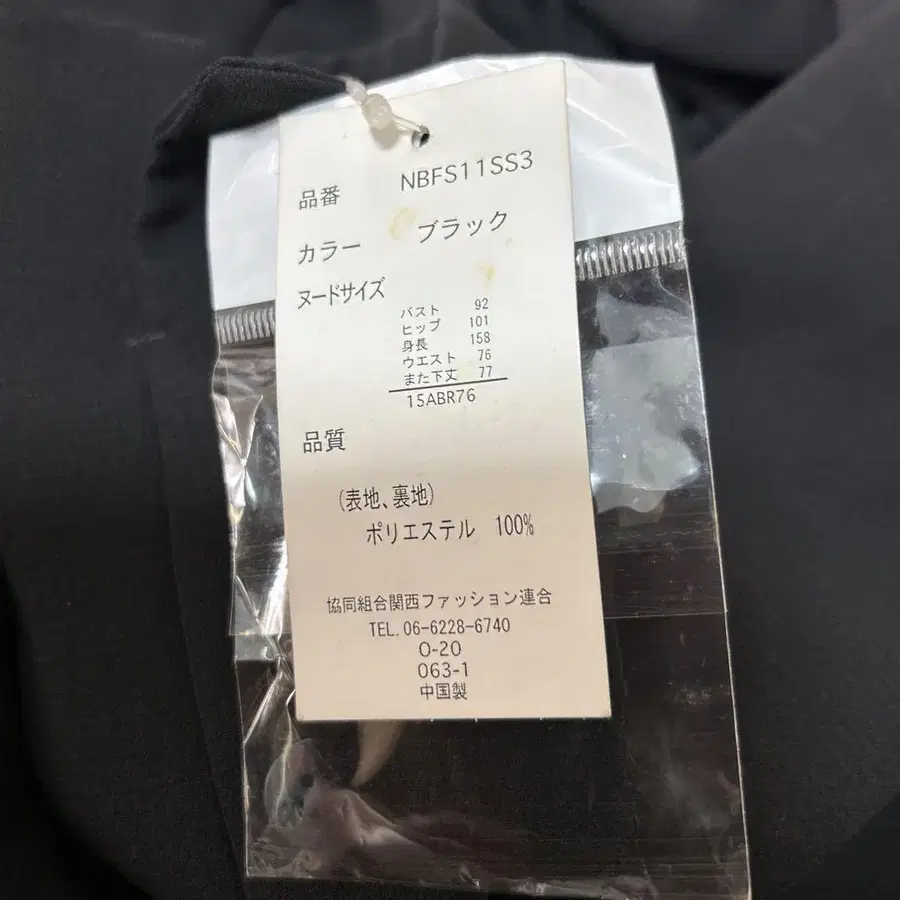 品番 NBFS11SS3
カラー ブラック
ヌードサイズ
バスト 92
ヒップ 101
身長 158
ウエスト 76
また下丈 77
15ABR76
品質
(表地、裏地)
ポリエステル 100%
協同組合関西ファッション連合
TEL. 06-6228-6740
O-20
063-1
中国製